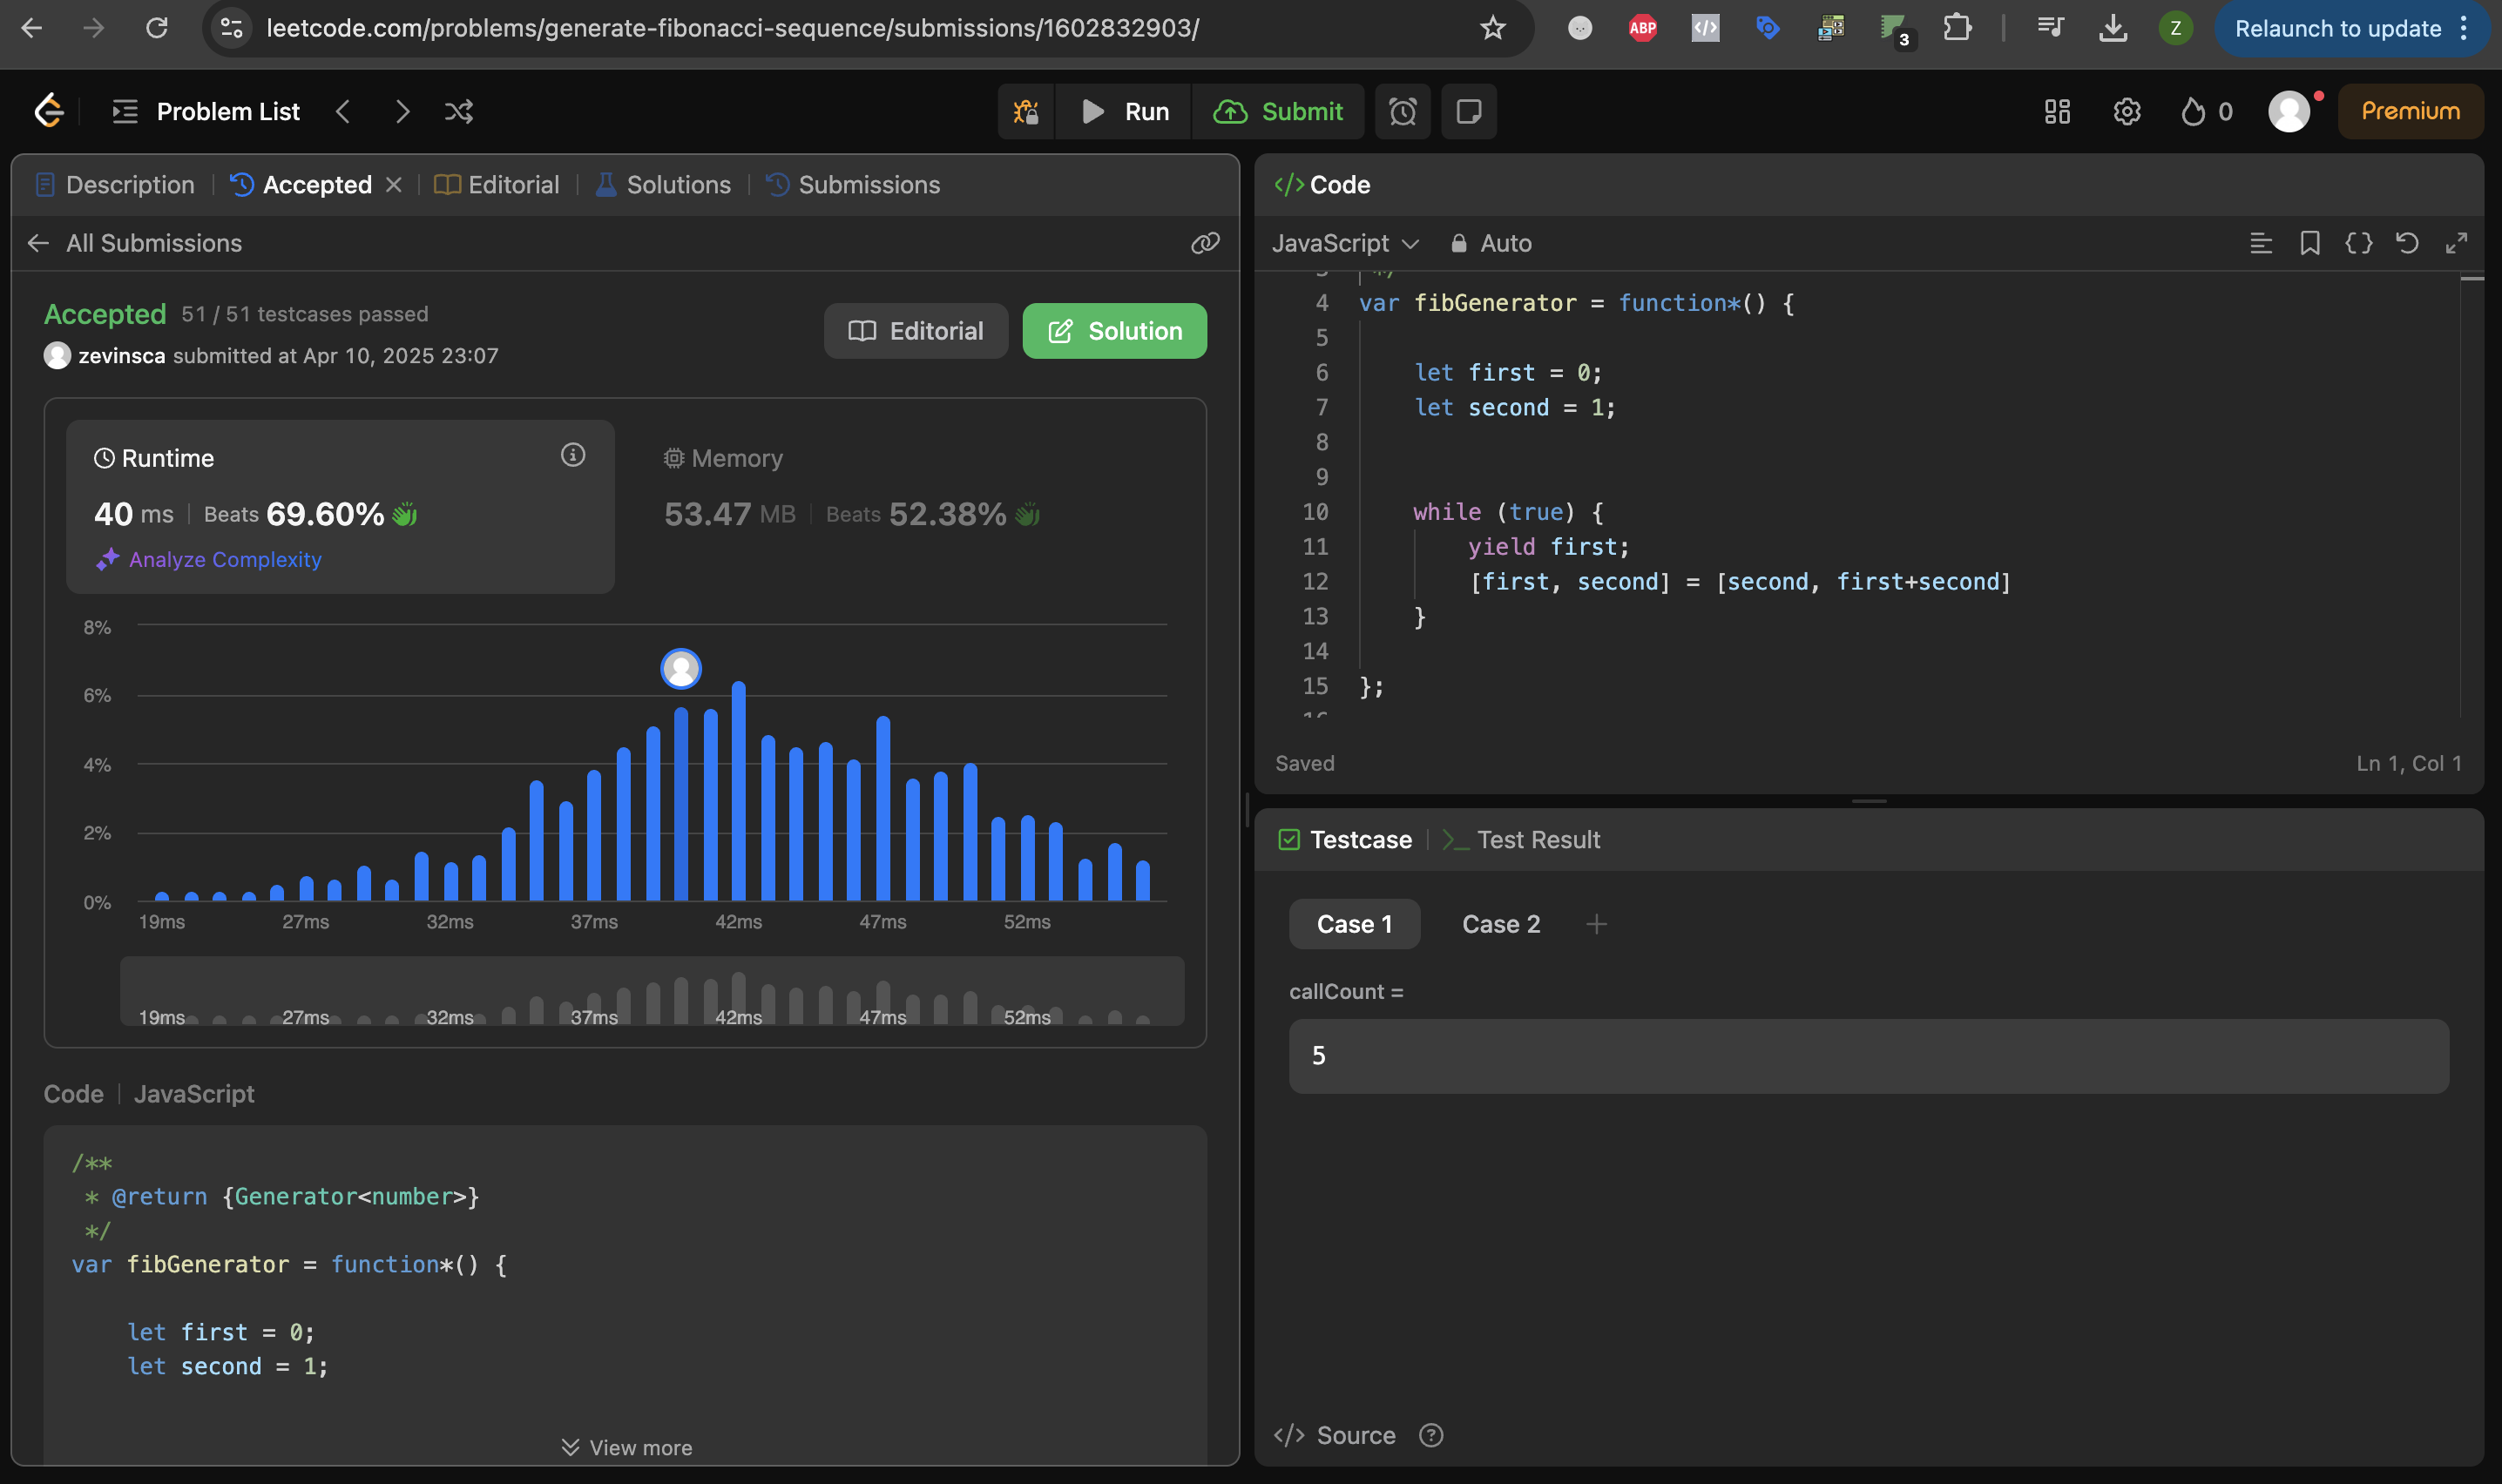 leetcode.com/problems/generate-fibonacci-sequence/submissions/1602832903/
ABP
3
Z
Relaunch to update
Problem List
Run
Submit
0
Premium
Description
Accepted
Editorial
Solutions
Submissions
All Submissions
Accepted 51 / 51 testcases passed
zevinsca submitted at Apr 10, 2025 23:07
Editorial
Solution
Runtime
40 ms Beats 69.60%
Analyze Complexity
Memory
53.47 MB Beats 52.38%
8%
6%
4%
2%
0%
19ms 27ms 32ms 37ms 42ms 47ms 52ms
19ms 27ms 32ms 37ms 42ms 47ms 52ms
Code JavaScript
/**
 * @return {Generator<number>}
 */
var fibGenerator = function*() {
let first = 0;
let second = 1;
View more
</> Code
JavaScript Auto
3 */
4 var fibGenerator = function*() {
5
6 let first = 0;
7 let second = 1;
8
9
10 while (true) {
11 yield first;
12 [first, second] = [second, first+second]
13 }
14
15 };
16
Saved
Ln 1, Col 1
Testcase
Test Result
Case 1
Case 2
+
callCount =
5
</> Source ?